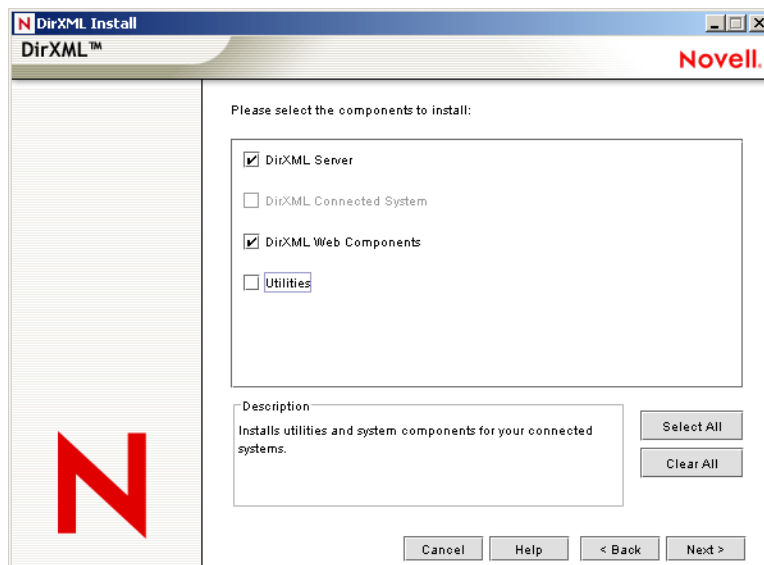 N DirXML Install
DirXML™
Novell.
Please select the components to install:
DirXML Server
DirXML Connected System
DirXML Web Components
Utilities
Description
Installs utilities and system components for your connected
systems.
Select All
Clear All
N
Cancel
Help
< Back
Next >